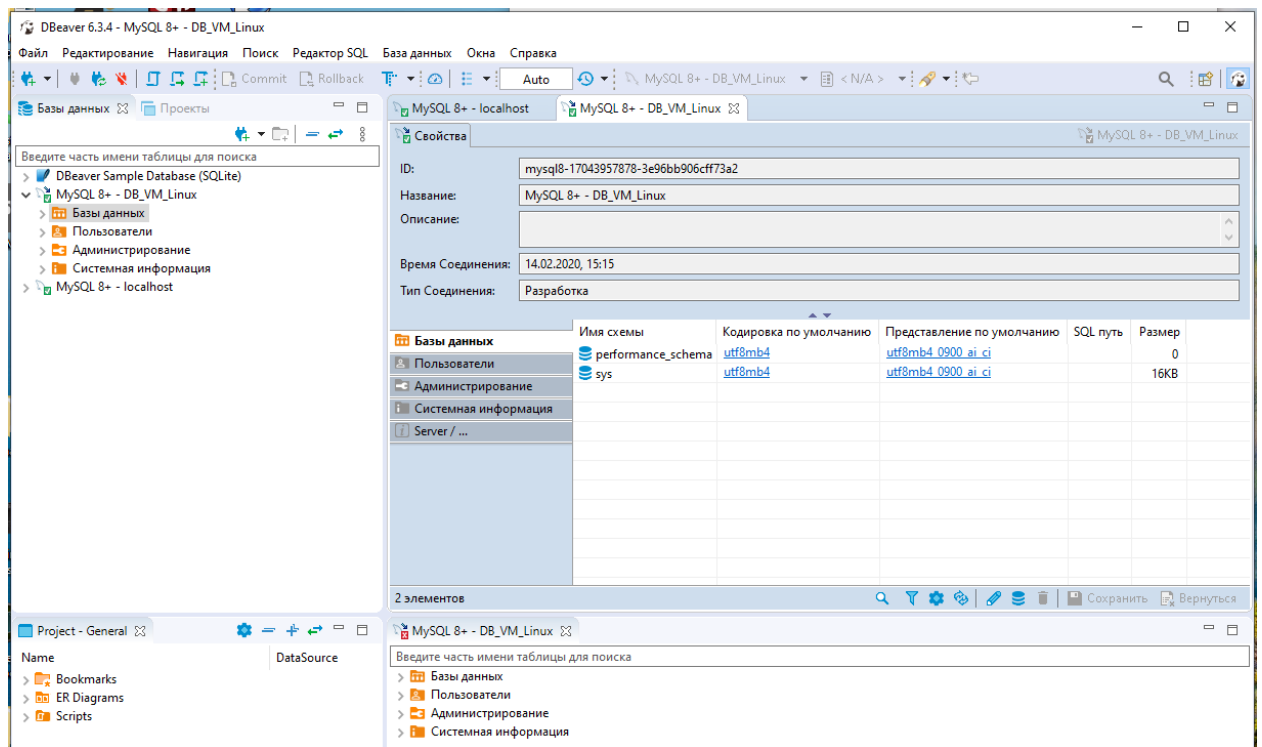 DBeaver 6.3.4 - MySQL 8+ - DB_VM_Linux
Файл Редактирование Навигация Поиск Редактор SQL База данных Окна Справка
Commit Rollback Auto MySQL 8+ - DB_VM_Linux < N/A >
Базы данных Проекты
Введите часть имени таблицы для поиска
DBeaver Sample Database (SQLite)
MySQL 8+ - DB_VM_Linux
Базы данных
Пользователи
Администрирование
Системная информация
MySQL 8+ - localhost
MySQL 8+ - localhost MySQL 8+ - DB_VM_Linux
Свойства MySQL 8+ - DB_VM_Linux
ID: mysql8-17043957878-3e96bb906cff73a2
Название: MySQL 8+ - DB_VM_Linux
Описание:
Время Соединения: 14.02.2020, 15:15
Тип Соединения: Разработка
Базы данных
Пользователи
Администрирование
Системная информация
Server / ...
Имя схемы Кодировка по умолчанию Представление по умолчанию SQL путь Размер
performance_schema utf8mb4 utf8mb4_0900_ai_ci 0
sys utf8mb4 utf8mb4_0900_ai_ci 16KB
2 элементов Сохранить Вернуться
Project - General
Name DataSource
Bookmarks
ER Diagrams
Scripts
MySQL 8+ - DB_VM_Linux
Введите часть имени таблицы для поиска
Базы данных
Пользователи
Администрирование
Системная информация